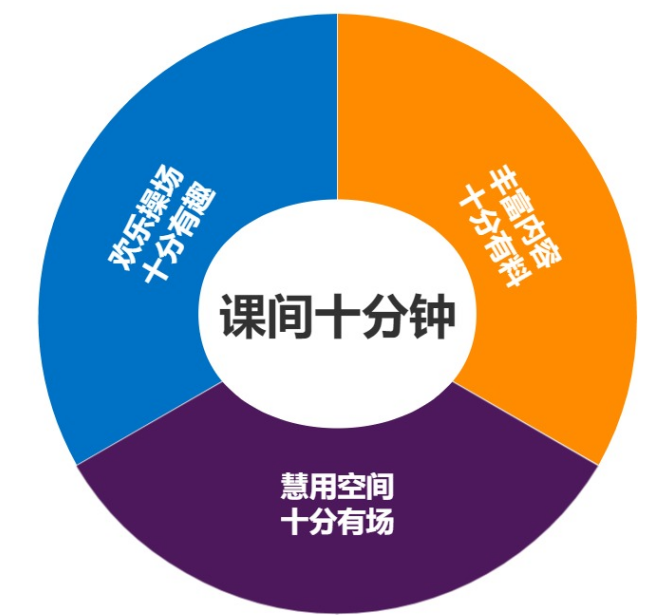 欢乐操场
十分有趣
丰富内容
十分有料
课间十分钟
慧用空间
十分有场